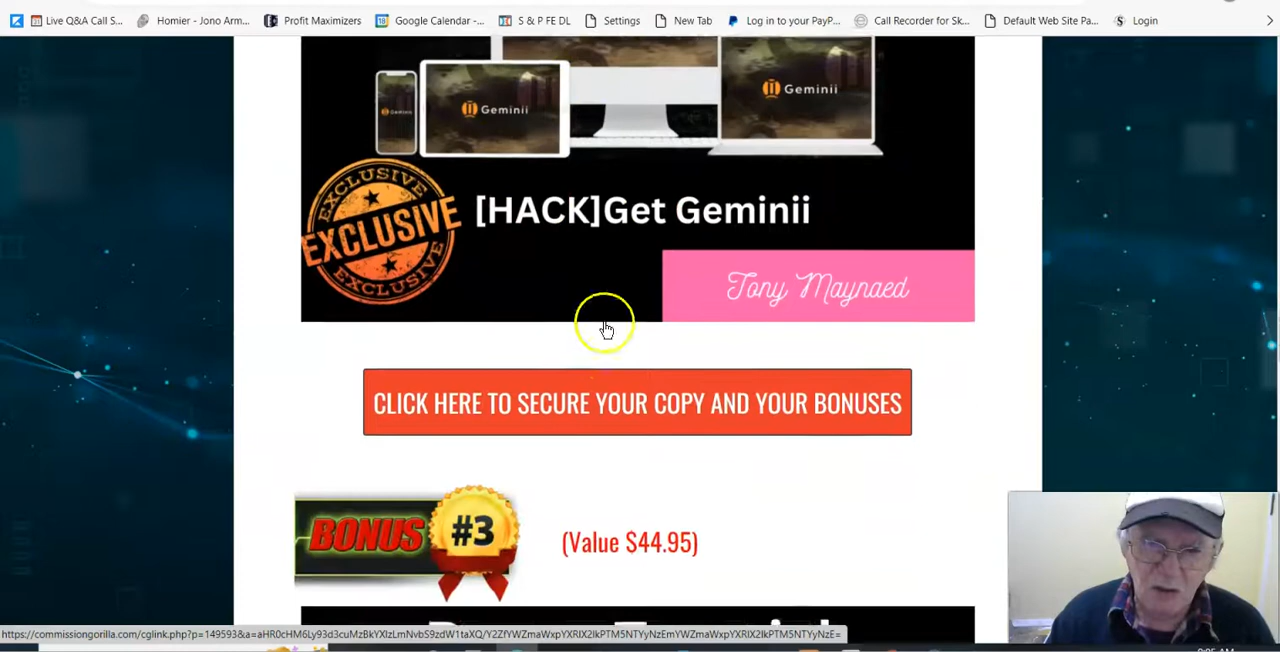 Live Q&A Call S...
Homier - Jono Arm...
Profit Maximizers
Google Calendar -...
S & P FE DL
Settings
New Tab
Log in to your PayP...
Call Recorder for Sk...
Default Web Site Pa...
Login
Geminii
Geminii
Geminii
EXCLUSIVE
EXCLUSIVE
EXCLUSIVE
[HACK]Get Geminii
Tony Maynaed
CLICK HERE TO SECURE YOUR COPY AND YOUR BONUSES
BONUS #3
(Value $44.95)